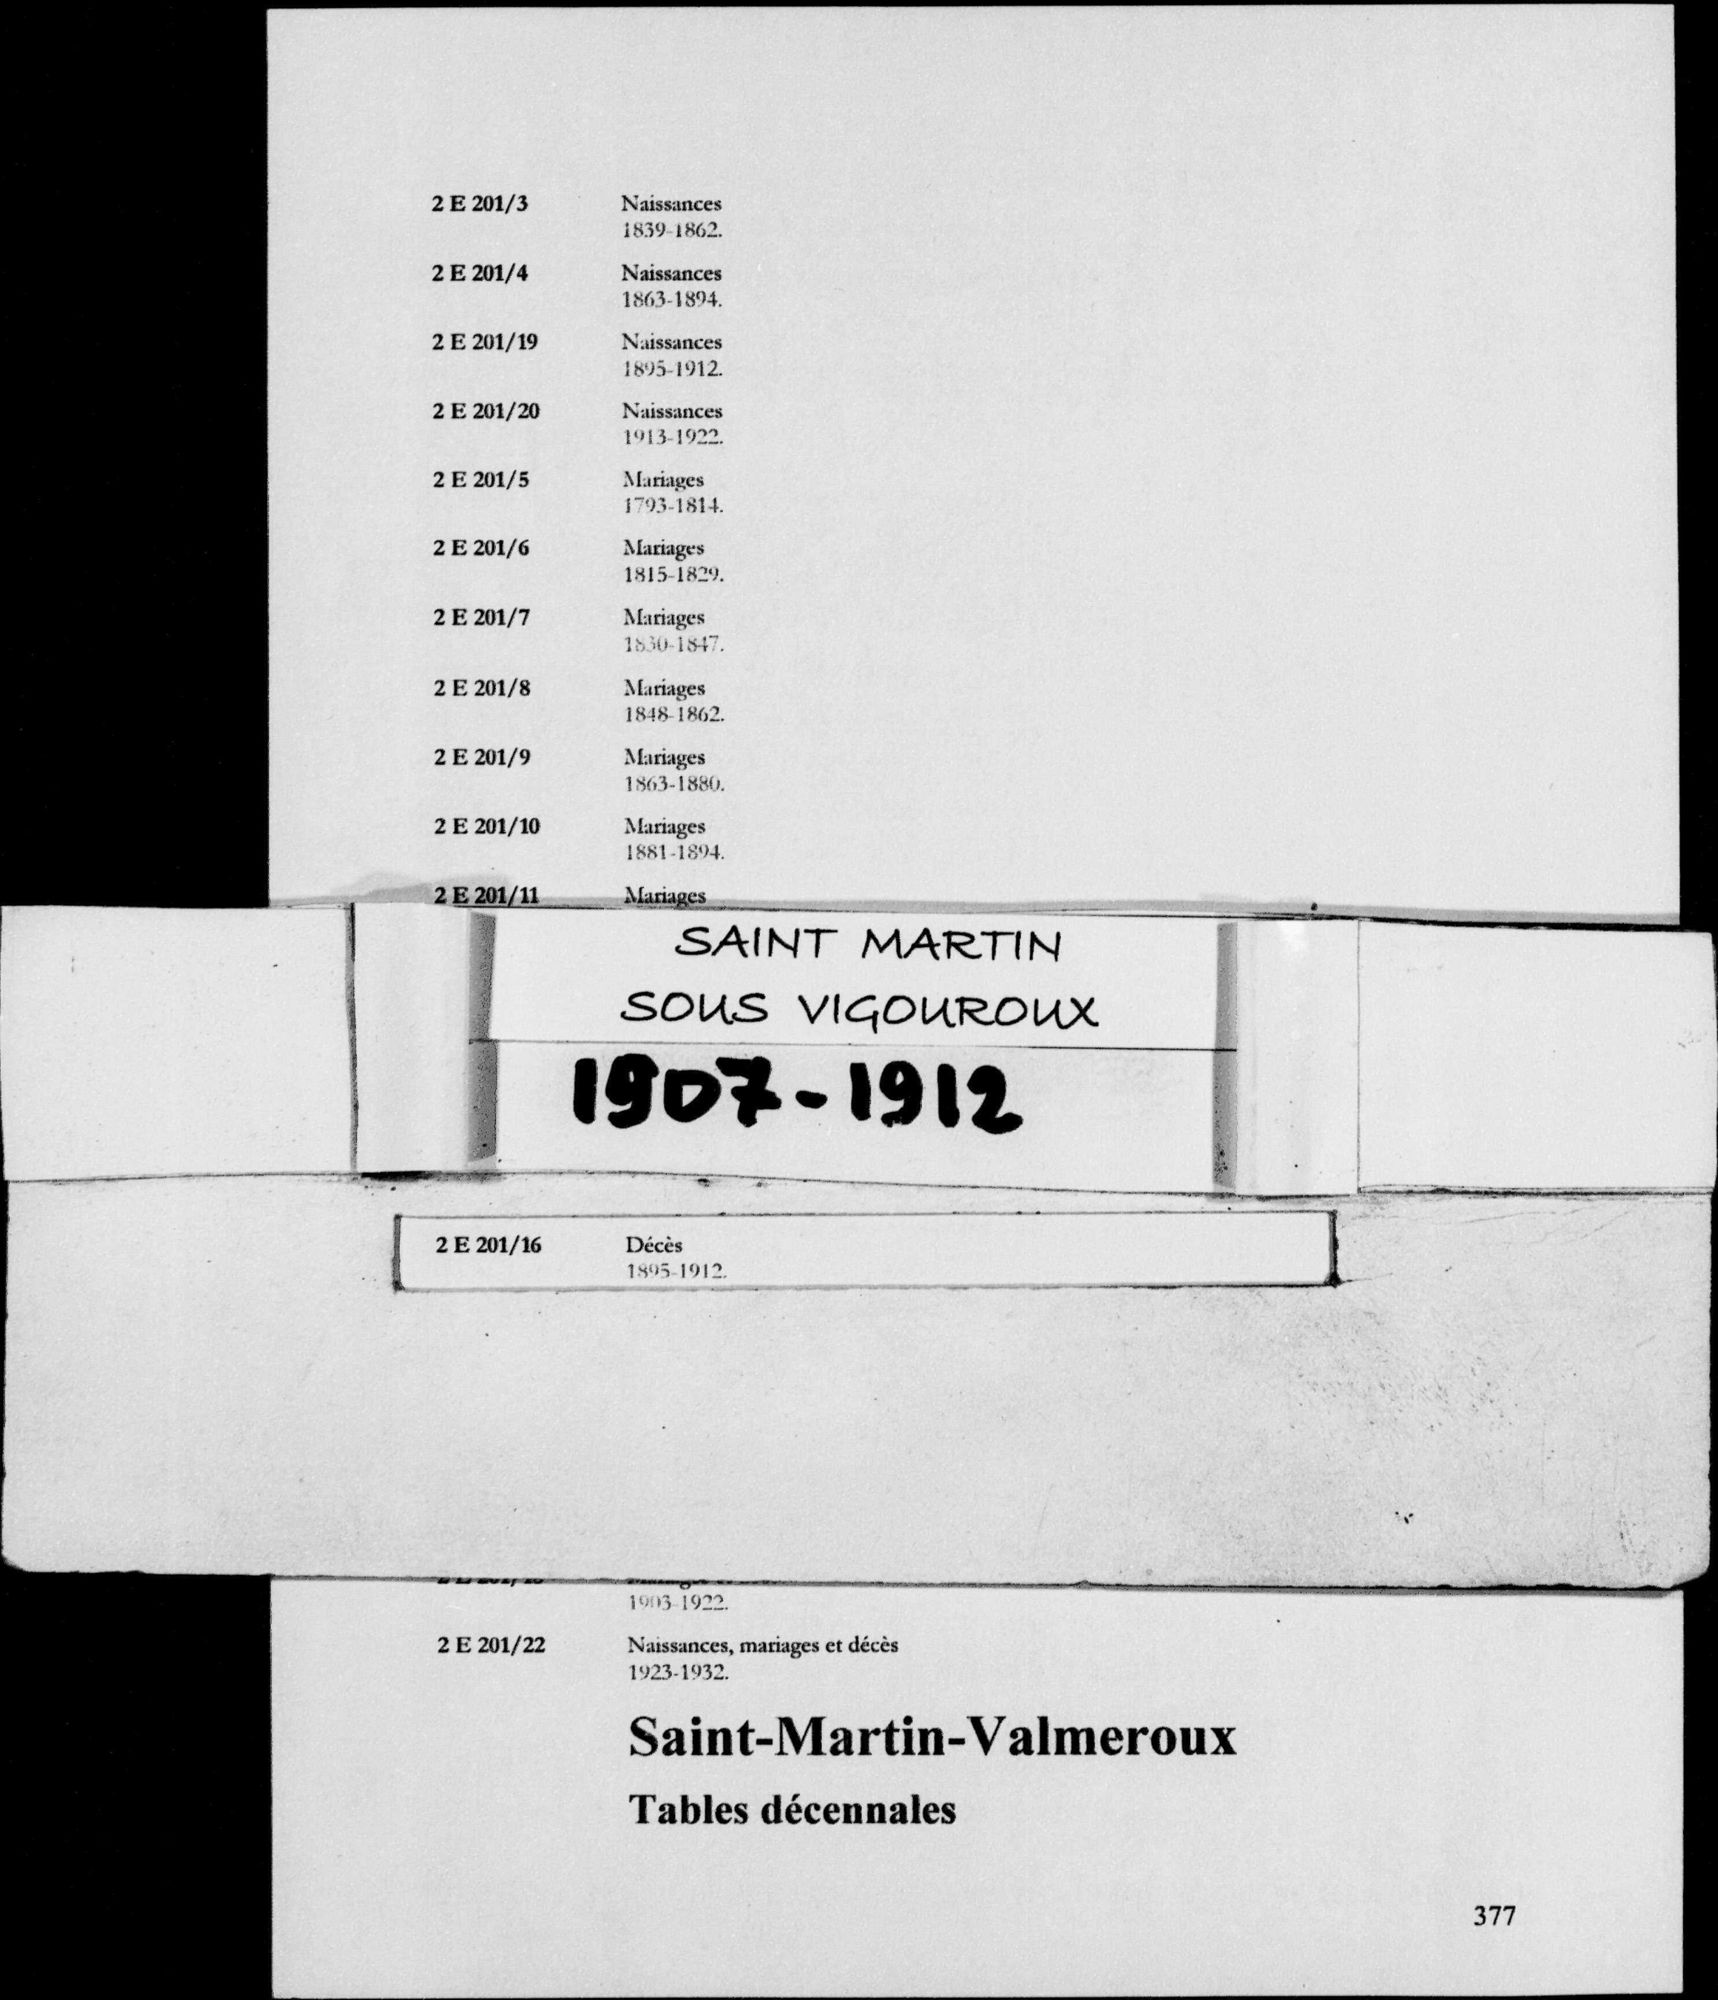 2 E 201/3 Naissances
1839-1862.
2 E 201/4 Naissances
1863-1894.
2 E 201/19 Naissances
1895-1912.
2 E 201/20 Naissances
1913-1922.
2 E 201/5 Mariages
1793-1814.
2 E 201/6 Mariages
1815-1829.
2 E 201/7 Mariages
1830-1847.
2 E 201/8 Mariages
1848-1862.
2 E 201/9 Mariages
1863-1880.
2 E 201/10 Mariages
1881-1894.
2 E 201/11 Mariages
SAINT MARTIN
SOUS VIGOUROUX
1907-1912
2 E 201/16 Décès
1895-1912.
1903-1922.
2 E 201/22 Naissances, mariages et décès
1923-1932.
Saint-Martin-Valmeroux
Tables décennales
377